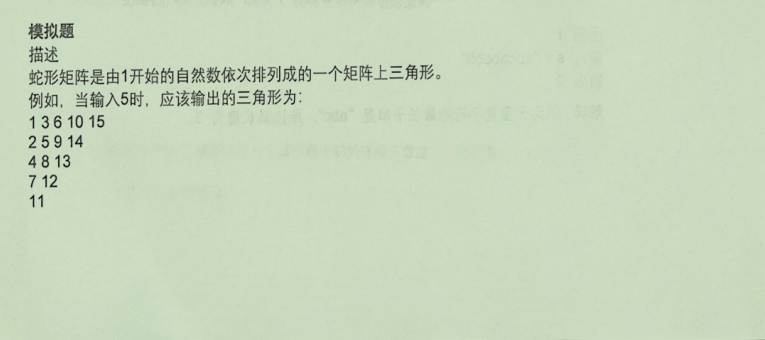 模拟题
描述
蛇形矩阵是由1开始的自然数依次排列成的一个矩阵上三角形。
例如，当输入5时，应该输出的三角形为：
1 3 6 10 15
2 5 9 14
4 8 13
7 12
11